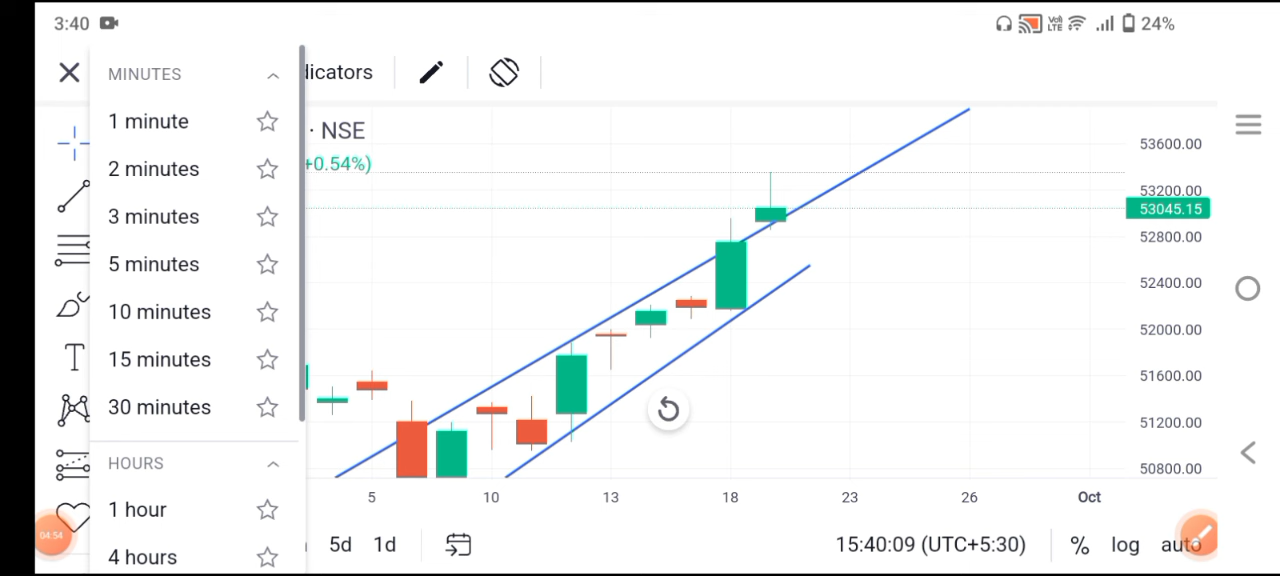 3:40
Vo)
LTE
24%
MINUTES
1 minute
2 minutes
3 minutes
5 minutes
10 minutes
15 minutes
30 minutes
HOURS
1 hour
4 hours
dicators
· NSE
+0.54%)
53600.00
53200.00
53045.15
52800.00
52400.00
52000.00
51600.00
51200.00
50800.00
5 10 13 18 23 26 Oct
04:54
5d 1d
15:40:09 (UTC+5:30)
% log auto
T